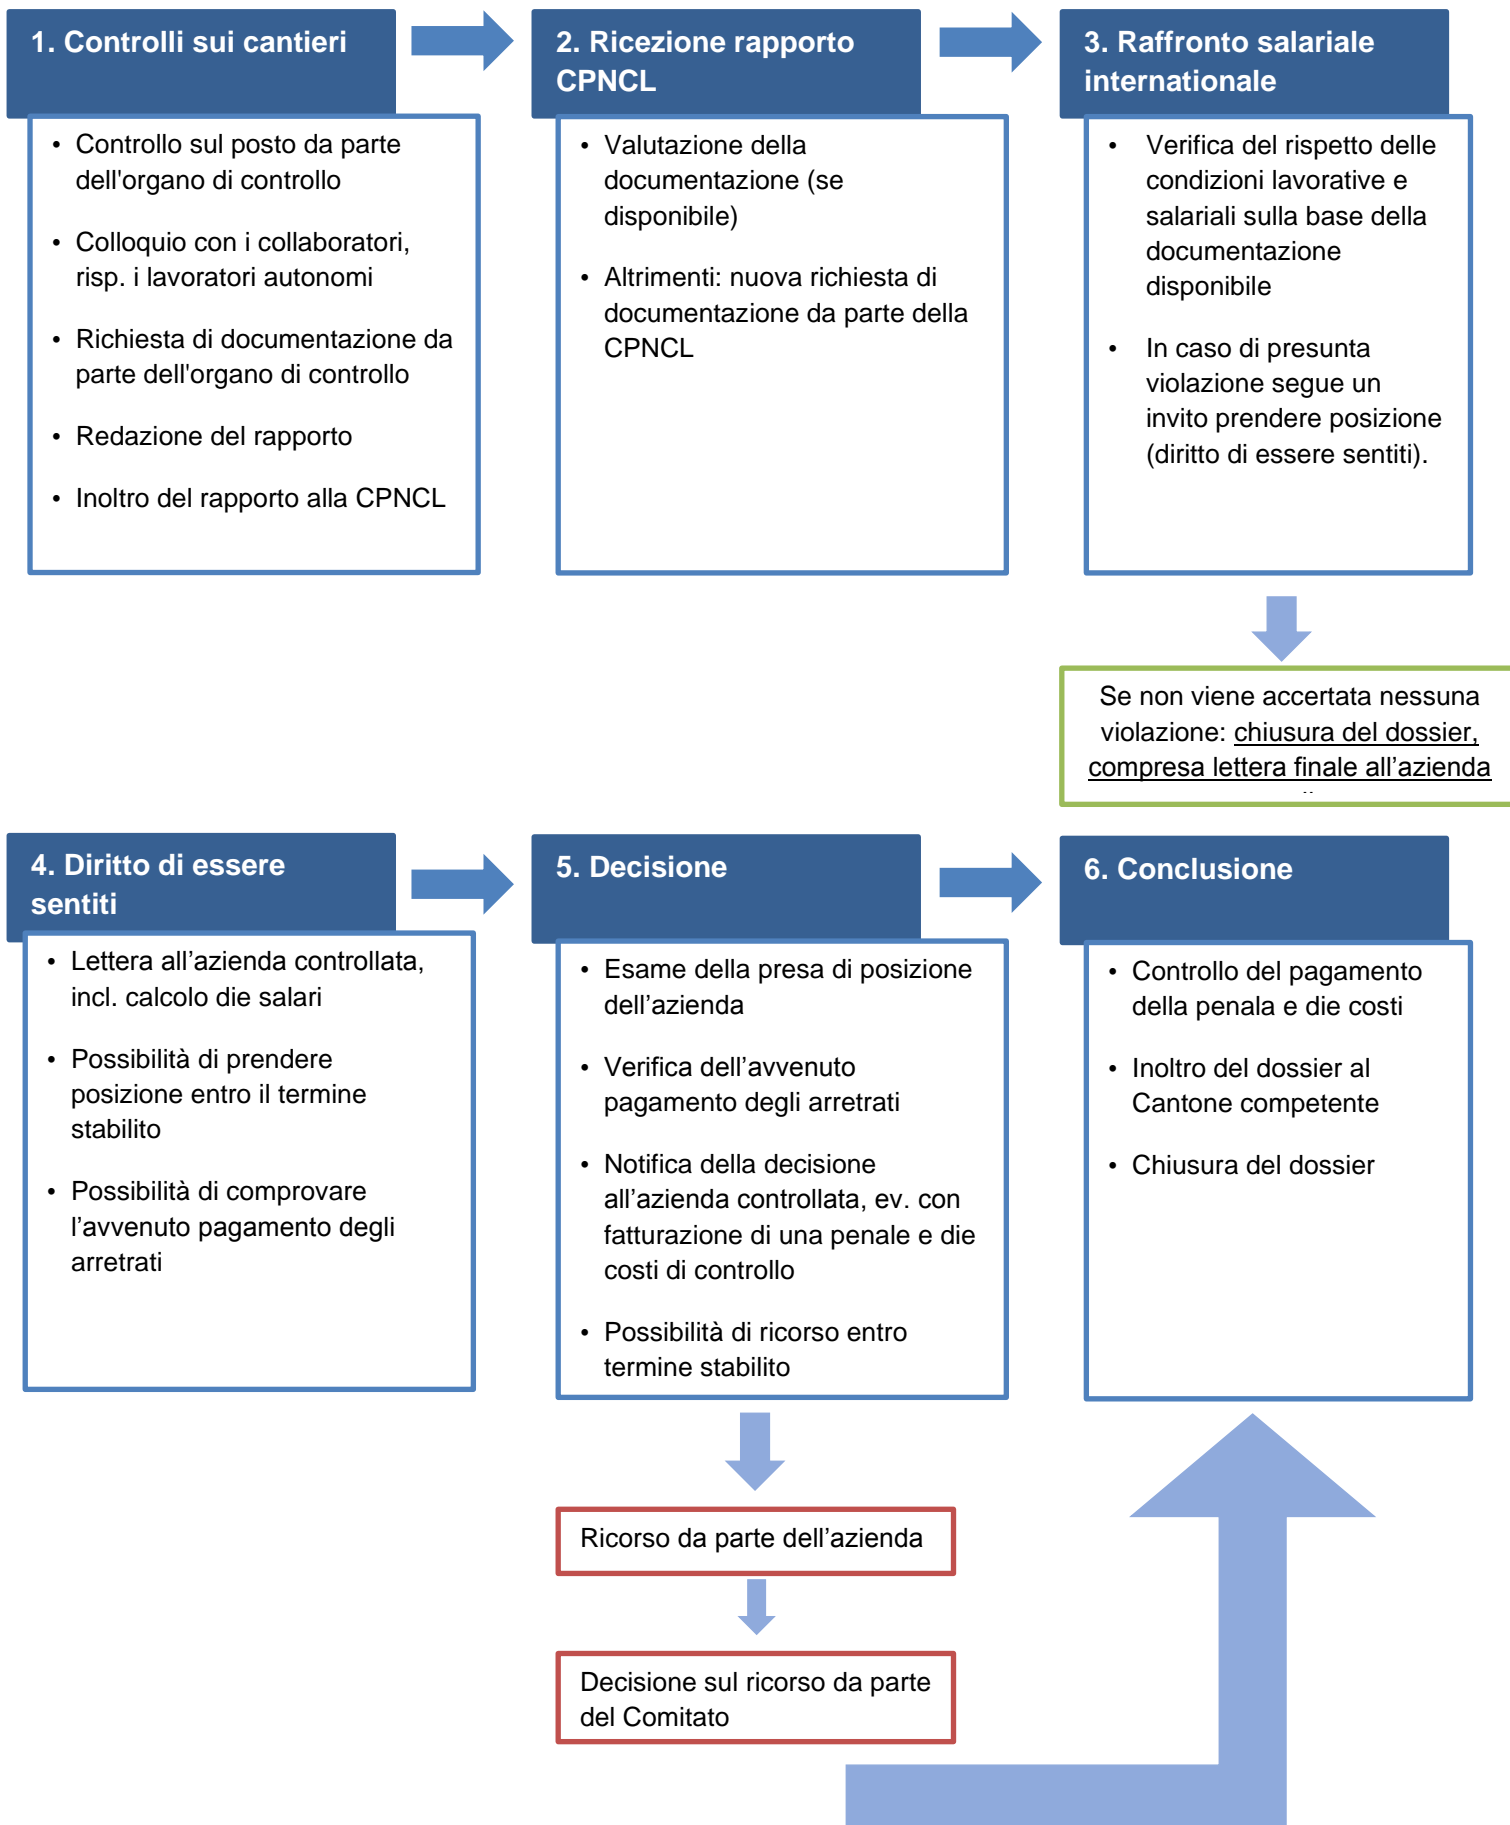 1. Controlli sui cantieri
• Controllo sul posto da parte
dell'organo di controllo
• Colloquio con i collaboratori,
risp. i lavoratori autonomi
• Richiesta di documentazione da
parte dell'organo di controllo
• Redazione del rapporto
• Inoltro del rapporto alla CPNCL
2. Ricezione rapporto
CPNCL
• Valutazione della
documentazione (se
disponibile)
• Altrimenti: nuova richiesta di
documentazione da parte della
CPNCL
3. Raffronto salariale
internationale
• Verifica del rispetto delle
condizioni lavorative e
salariali sulla base della
documentazione
disponibile
• In caso di presunta
violazione segue un
invito prendere posizione
(diritto di essere sentiti).
Se non viene accertata nessuna
violazione: chiusura del dossier,
compresa lettera finale all’azienda
4. Diritto di essere
sentiti
• Lettera all’azienda controllata,
incl. calcolo die salari
• Possibilità di prendere
posizione entro il termine
stabilito
• Possibilità di comprovare
l’avvenuto pagamento degli
arretrati
5. Decisione
• Esame della presa di posizione
dell’azienda
• Verifica dell’avvenuto
pagamento degli arretrati
• Notifica della decisione
all’azienda controllata, ev. con
fatturazione di una penale e die
costi di controllo
• Possibilità di ricorso entro
termine stabilito
6. Conclusione
• Controllo del pagamento
della penala e die costi
• Inoltro del dossier al
Cantone competente
• Chiusura del dossier
Ricorso da parte dell’azienda
Decisione sul ricorso da parte
del Comitato